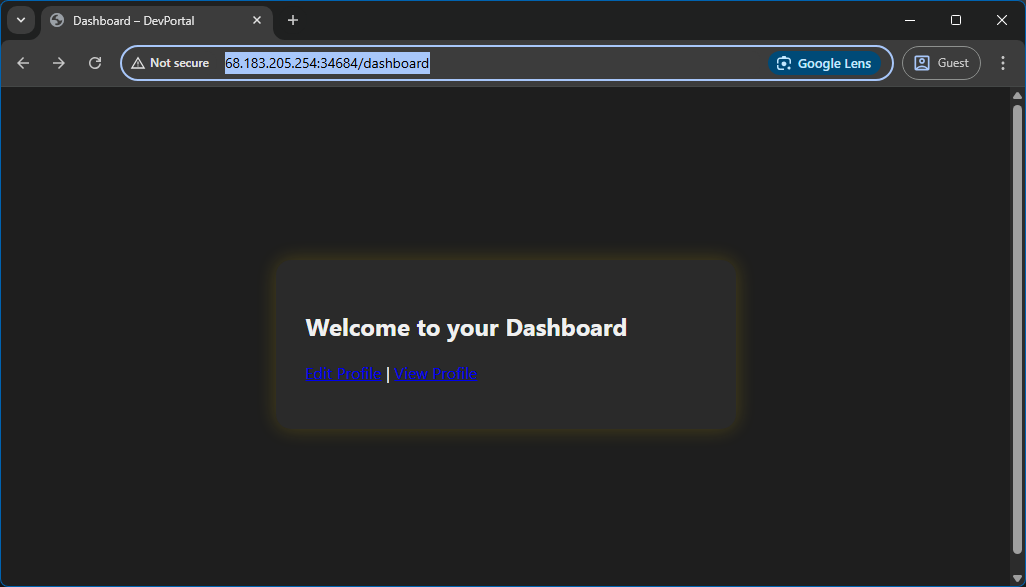 Dashboard – DevPortal
Not secure 68.183.205.254:34684/dashboard Google Lens Guest
Welcome to your Dashboard
Edit Profile | View Profile